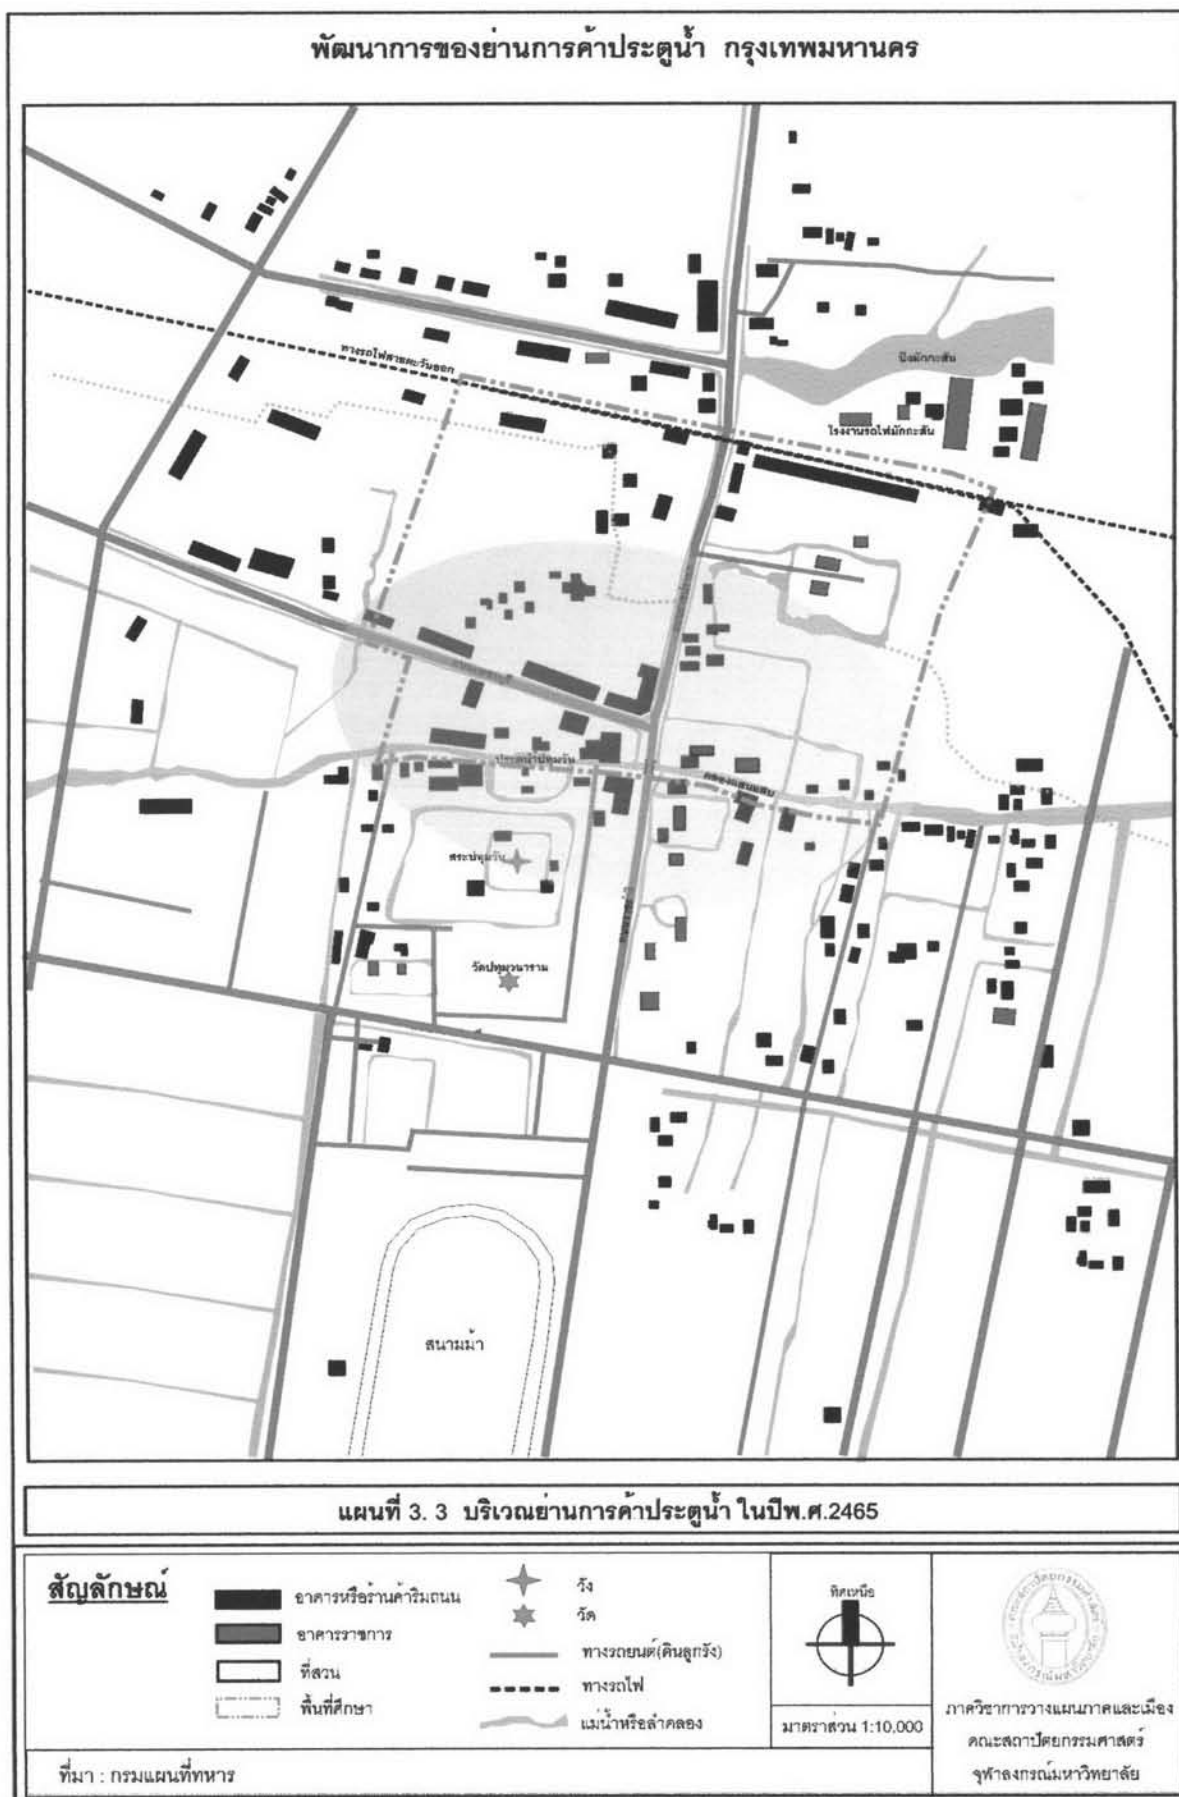 พัฒนาการของย่านการค้าประตูน้ำ กรุงเทพมหานคร
ทางรถไฟสายตะวันออก
บึงมักกะสัน
โรงงานรถไฟมักกะสัน
ประตูน้ำปทุมวัน
คลองแสนแสบ
สระปทุมวัน
วัดปทุมวนาราม
สนามม้า
แผนที่ 3. 3 บริเวณย่านการค้าประตูน้ำ ในปีพ.ศ.2465
สัญลักษณ์
อาคารหรือร้านค้าริมถนน
อาคารราชการ
ที่สวน
พื้นที่ศึกษา
วัง
วัด
ทางรถยนต์(ดินลูกรัง)
ทางรถไฟ
แม่น้ำหรือลำคลอง
ทิศเหนือ
มาตราส่วน 1:10,000
ภาควิชาการวางแผนภาคและเมือง
คณะสถาปัตยกรรมศาสตร์
จุฬาลงกรณ์มหาวิทยาลัย
ที่มา : กรมแผนที่ทหาร